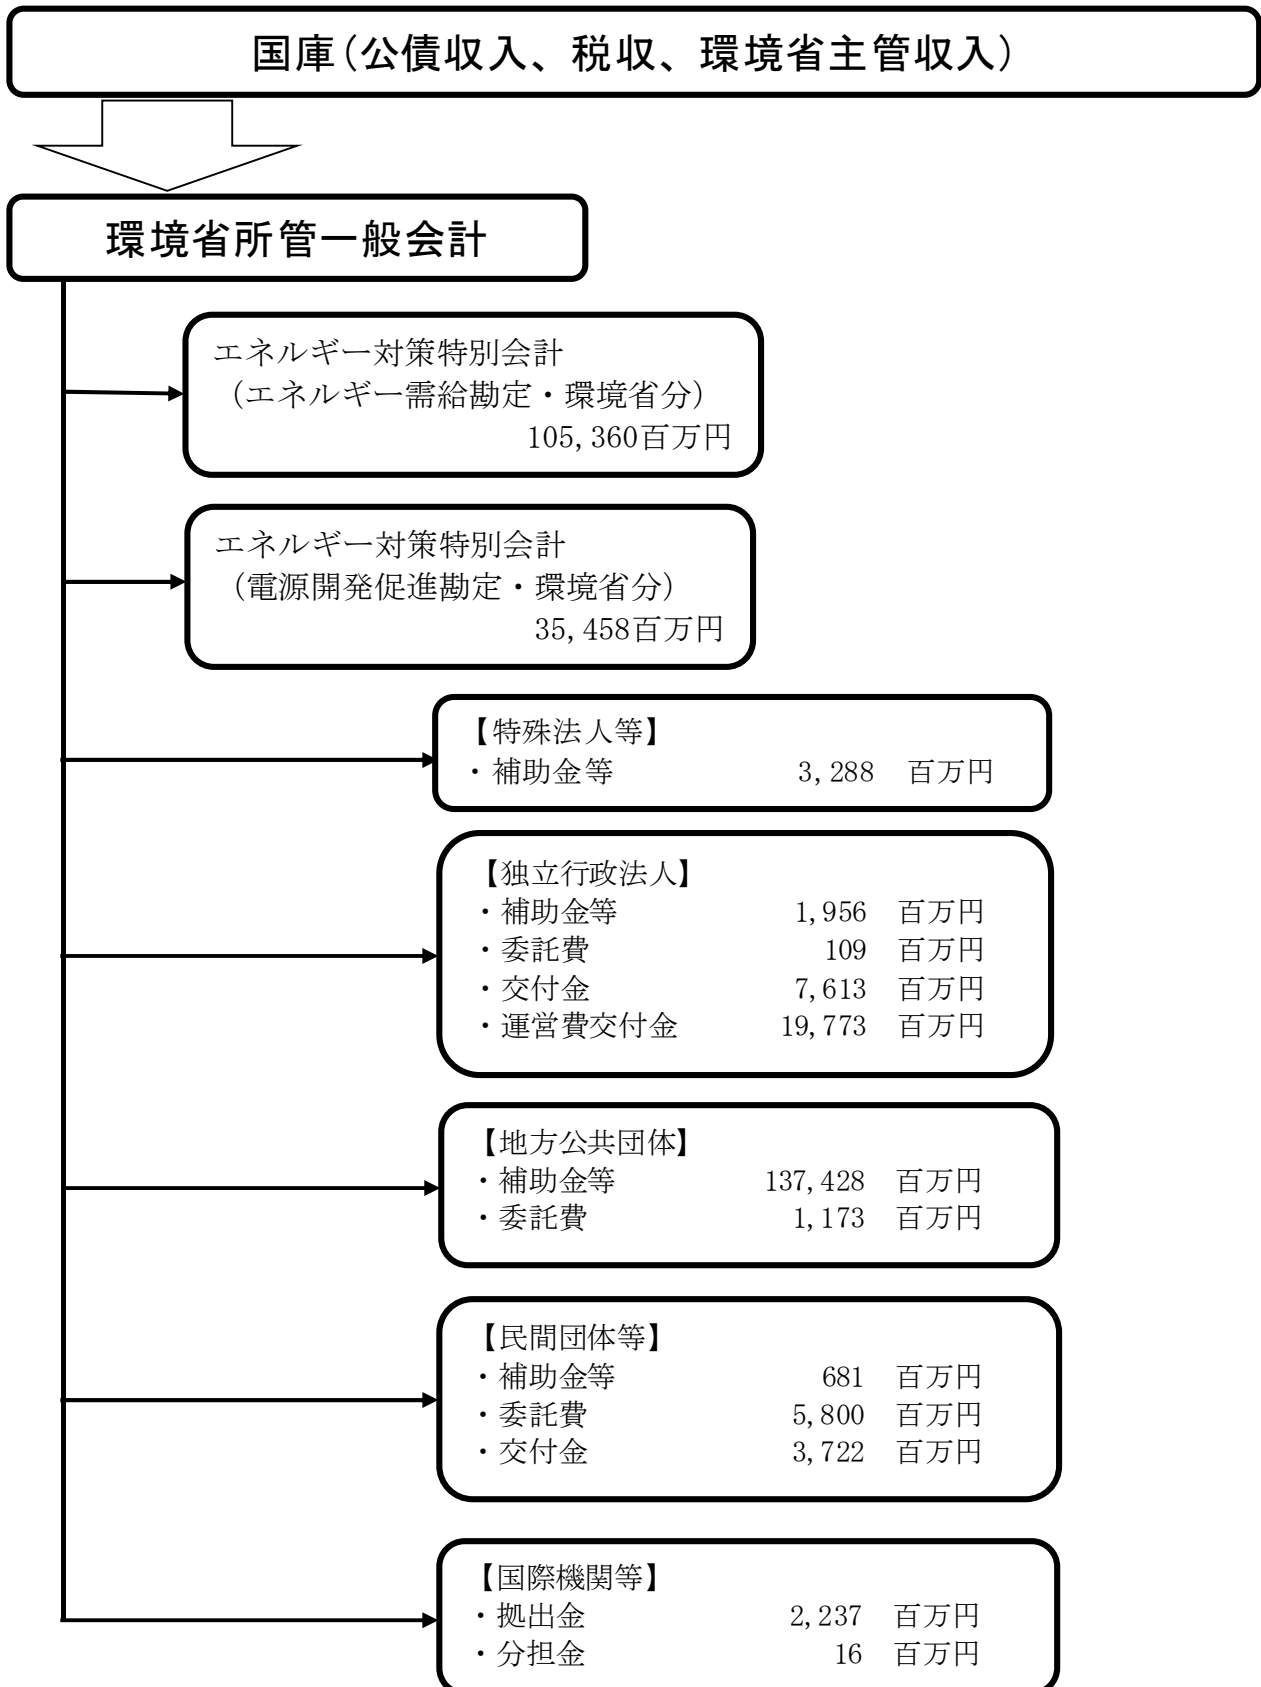 国庫(公債収入、税収、環境省主管収入)
環境省所管一般会計
エネルギー対策特別会計
(エネルギー需給勘定・環境省分)
105,360百万円
エネルギー対策特別会計
(電源開発促進勘定・環境省分)
35,458百万円
【特殊法人等】
・補助金等 3,288 百万円
【独立行政法人】
・補助金等 1,956 百万円
・委託費 109 百万円
・交付金 7,613 百万円
・運営費交付金 19,773 百万円
【地方公共団体】
・補助金等 137,428 百万円
・委託費 1,173 百万円
【民間団体等】
・補助金等 681 百万円
・委託費 5,800 百万円
・交付金 3,722 百万円
【国際機関等】
・拠出金 2,237 百万円
・分担金 16 百万円